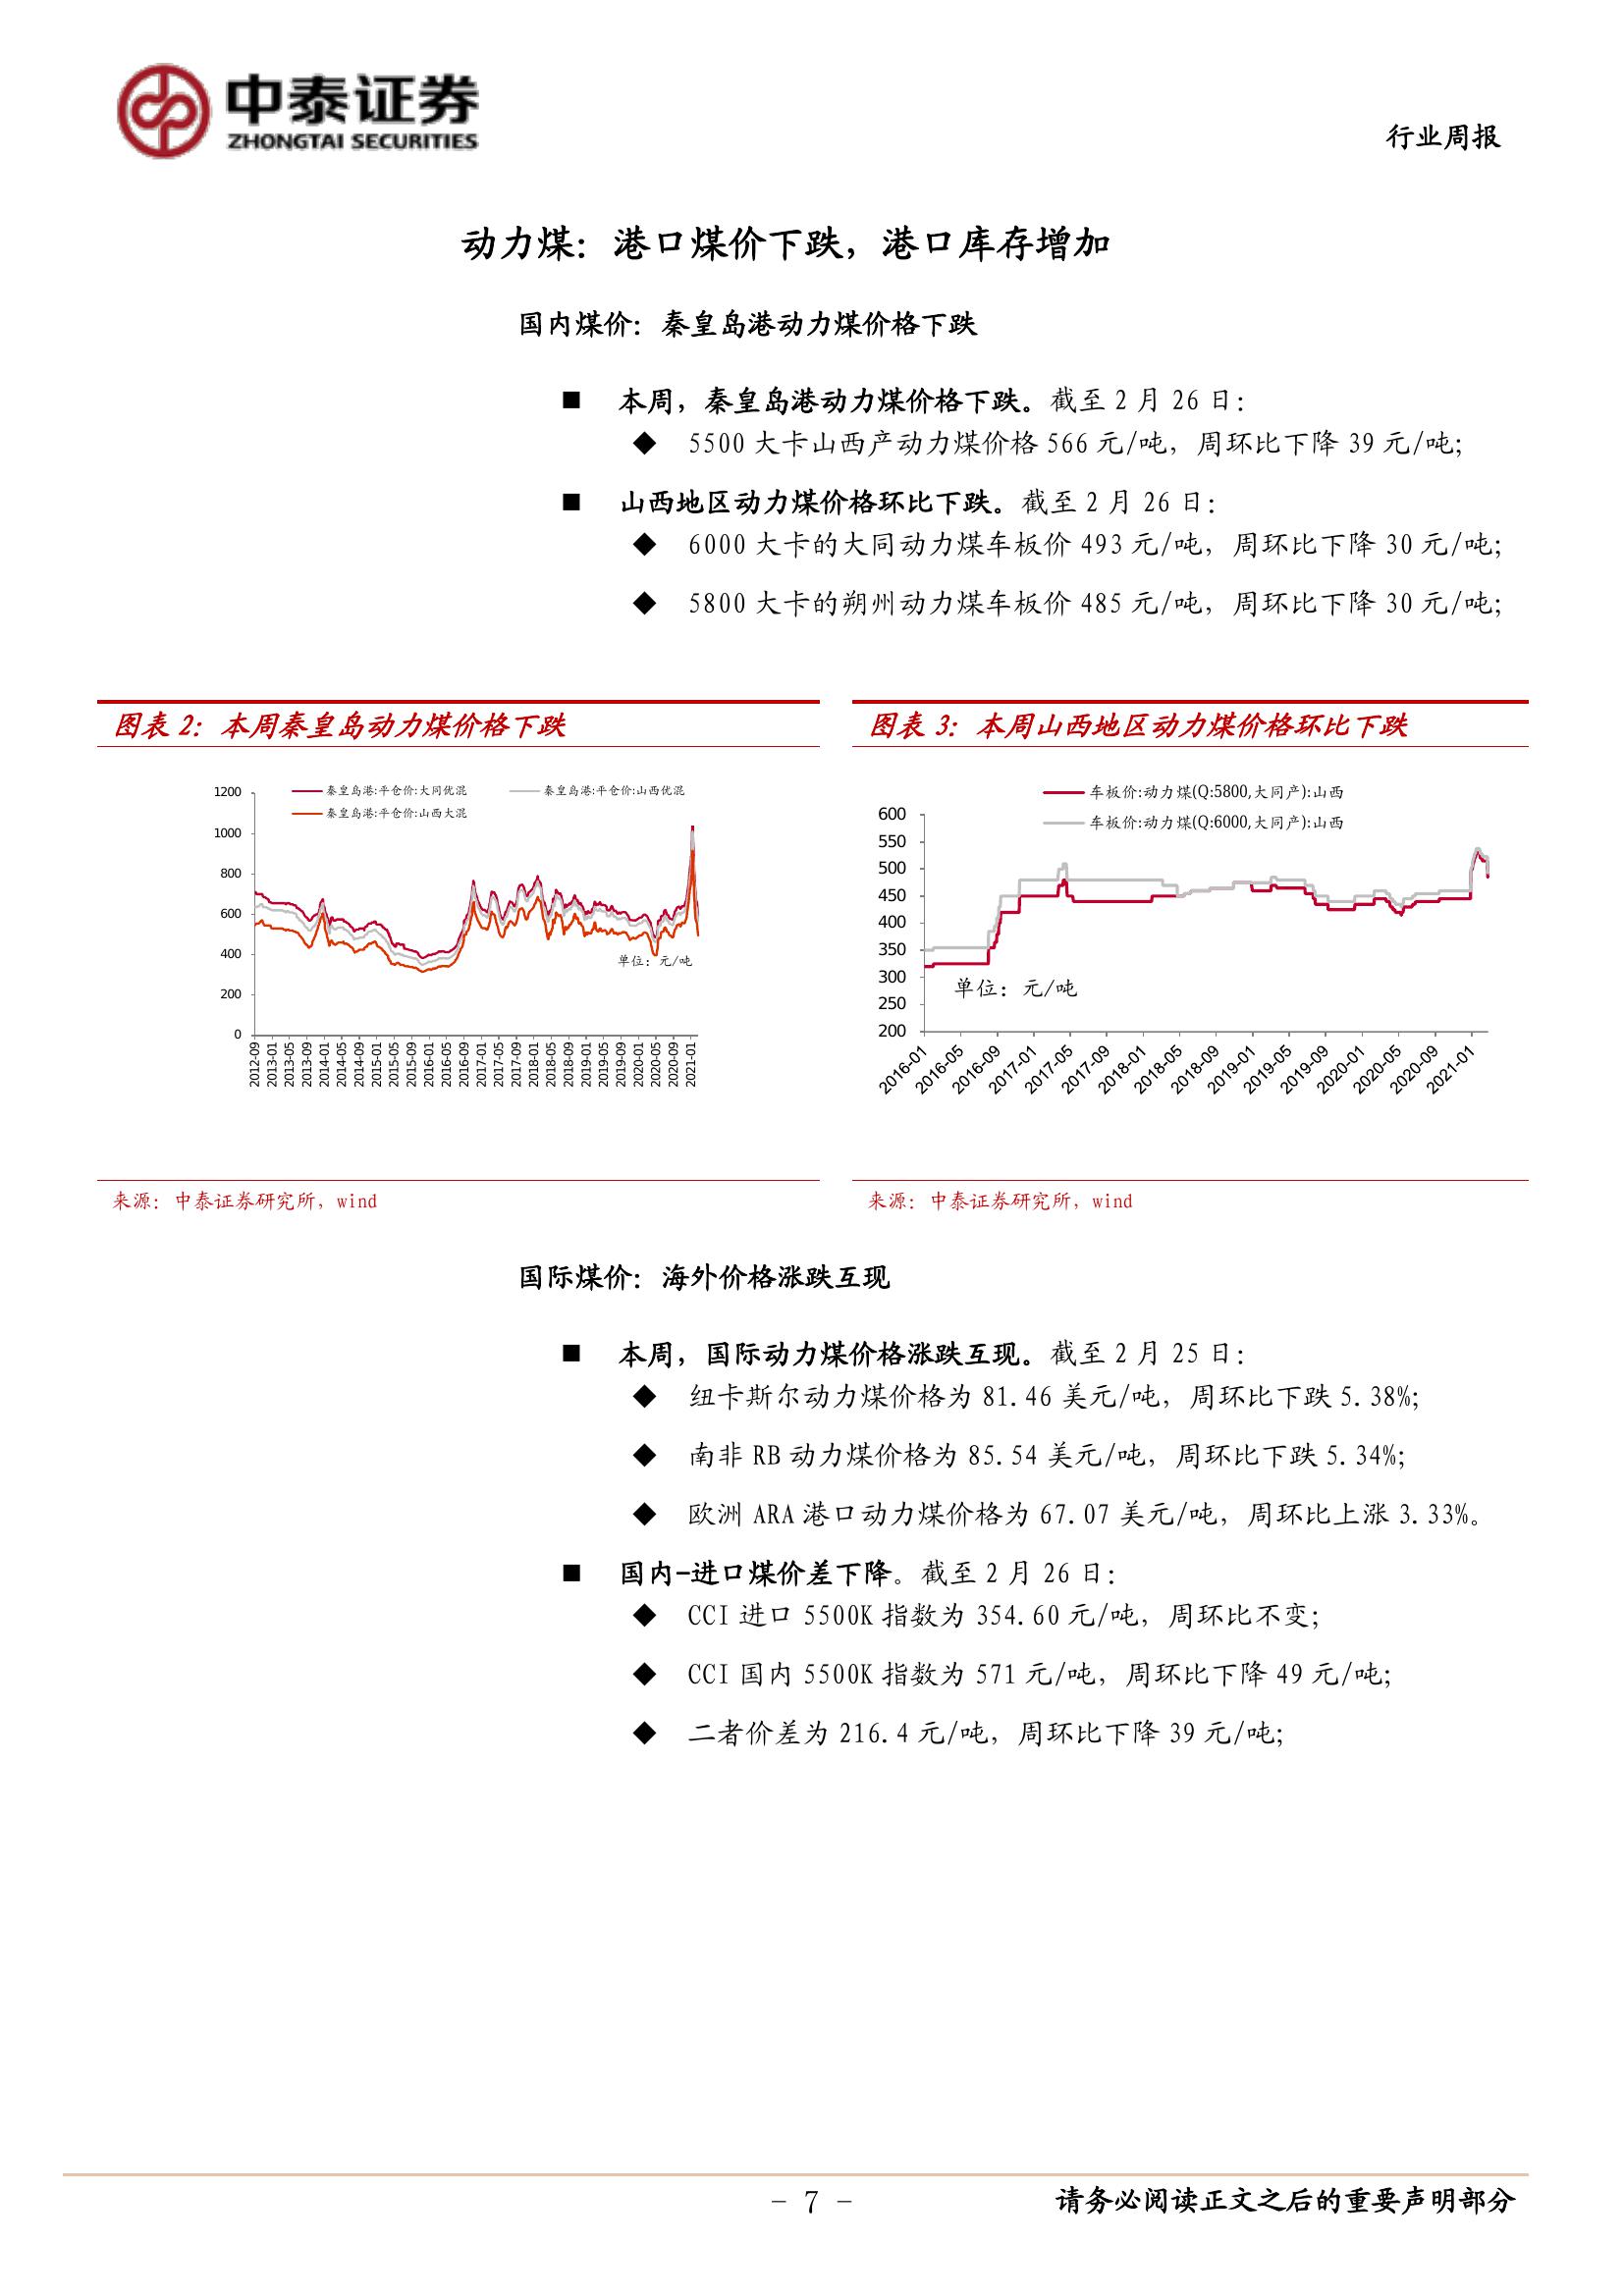 中泰证券
ZHONGTAI SECURITIES
行业周报
动力煤：港口煤价下跌，港口库存增加
国内煤价：秦皇岛港动力煤价格下跌
■ 本周，秦皇岛港动力煤价格下跌。截至 2 月 26 日：
◆ 5500 大卡山西产动力煤价格 566 元/吨，周环比下降 39 元/吨；
■ 山西地区动力煤价格环比下跌。截至 2 月 26 日：
◆ 6000 大卡的大同动力煤车板价 493 元/吨，周环比下降 30 元/吨；
◆ 5800 大卡的朔州动力煤车板价 485 元/吨，周环比下降 30 元/吨；
图表 2：本周秦皇岛动力煤价格下跌
秦皇岛港:平仓价:大同优混
秦皇岛港:平仓价:山西优混
秦皇岛港:平仓价:山西大混
1200
1000
800
600
400
200
0
单位：元/吨
2012-09
2013-01
2013-05
2013-09
2014-01
2014-05
2014-09
2015-01
2015-05
2015-09
2016-01
2016-05
2016-09
2017-01
2017-05
2017-09
2018-01
2018-05
2018-09
2019-01
2019-05
2019-09
2020-01
2020-05
2020-09
2021-01
来源：中泰证券研究所，wind
图表 3：本周山西地区动力煤价格环比下跌
车板价:动力煤(Q:5800,大同产):山西
车板价:动力煤(Q:6000,大同产):山西
600
550
500
450
400
350
300
250
200
单位：元/吨
2016-01
2016-05
2016-09
2017-01
2017-05
2017-09
2018-01
2018-05
2018-09
2019-01
2019-05
2019-09
2020-01
2020-05
2020-09
2021-01
来源：中泰证券研究所，wind
国际煤价：海外价格涨跌互现
■ 本周，国际动力煤价格涨跌互现。截至 2 月 25 日：
◆ 纽卡斯尔动力煤价格为 81.46 美元/吨，周环比下跌 5.38%；
◆ 南非 RB 动力煤价格为 85.54 美元/吨，周环比下跌 5.34%；
◆ 欧洲 ARA 港口动力煤价格为 67.07 美元/吨，周环比上涨 3.33%。
■ 国内-进口煤价差下降。截至 2 月 26 日：
◆ CCI 进口 5500K 指数为 354.60 元/吨，周环比不变；
◆ CCI 国内 5500K 指数为 571 元/吨，周环比下降 49 元/吨；
◆ 二者价差为 216.4 元/吨，周环比下降 39 元/吨；
- 7 -
请务必阅读正文之后的重要声明部分